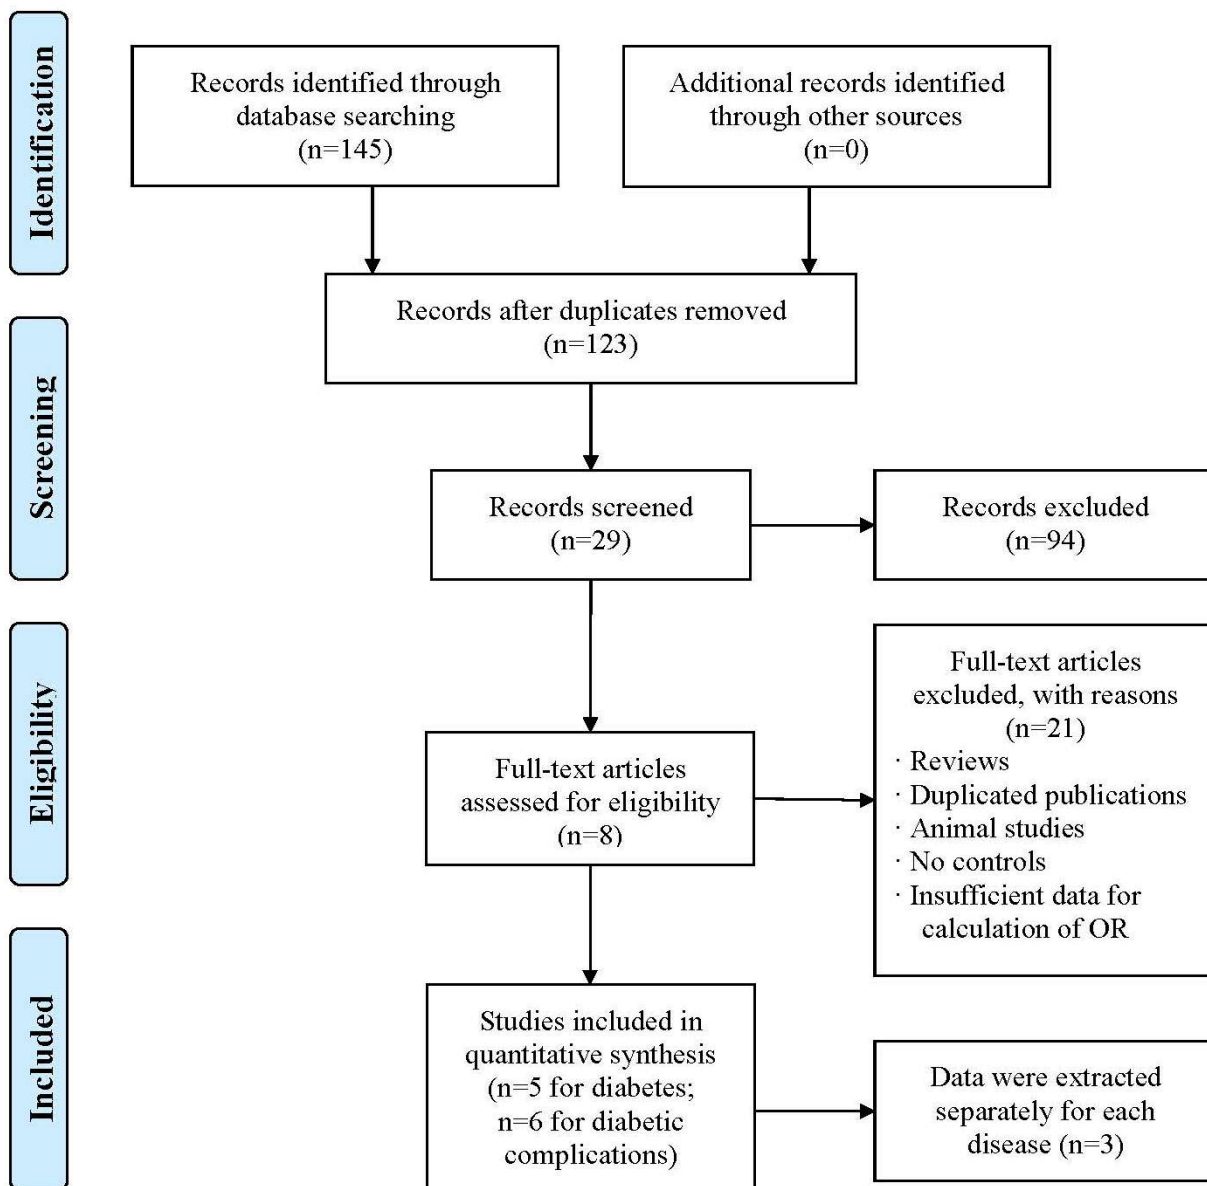 Identification
Records identified through
database searching
(n=145)
Additional records identified
through other sources
(n=0)
Records after duplicates removed
(n=123)
Screening
Records screened
(n=29)
Records excluded
(n=94)
Eligibility
Full-text articles
assessed for eligibility
(n=8)
Full-text articles
excluded, with reasons
(n=21)
· Reviews
· Duplicated publications
· Animal studies
· No controls
· Insufficient data for
calculation of OR
Included
Studies included in
quantitative synthesis
(n=5 for diabetes;
n=6 for diabetic
complications)
Data were extracted
separately for each
disease (n=3)